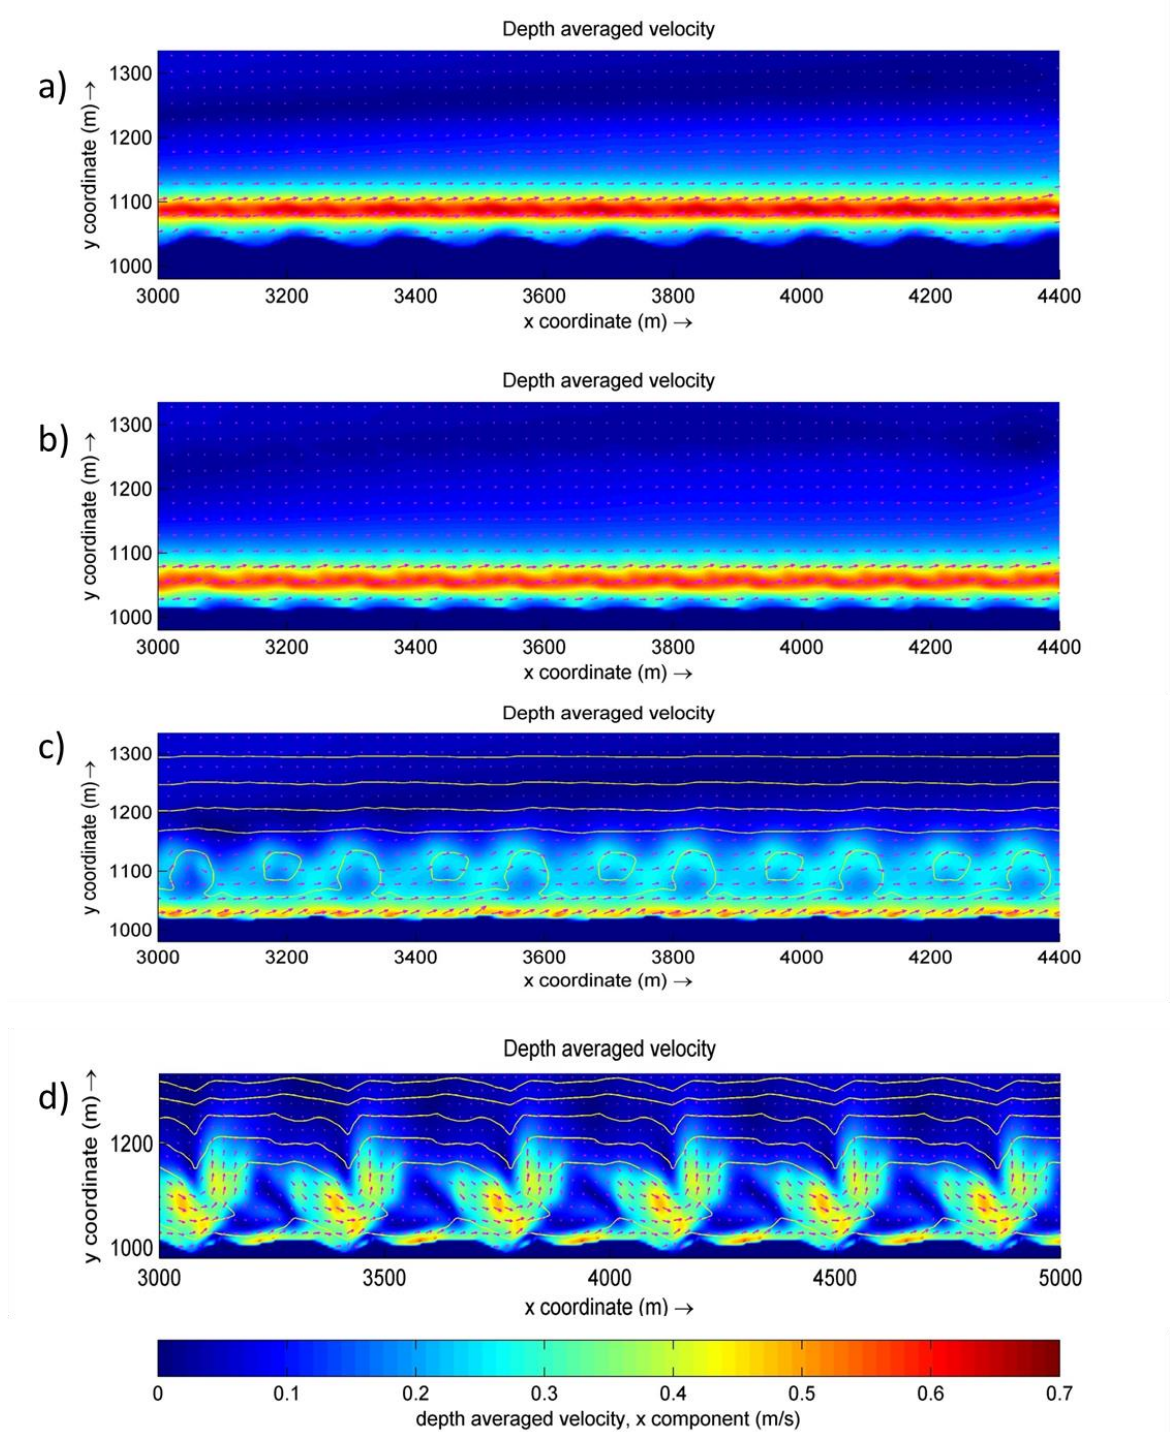 Depth averaged velocity
a)
y coordinate (m) →
1300
1200
1100
1000
3000 3200 3400 3600 3800 4000 4200 4400
x coordinate (m) →
Depth averaged velocity
b)
y coordinate (m) →
1300
1200
1100
1000
3000 3200 3400 3600 3800 4000 4200 4400
x coordinate (m) →
Depth averaged velocity
c)
y coordinate (m) →
1300
1200
1100
1000
3000 3200 3400 3600 3800 4000 4200 4400
x coordinate (m) →
Depth averaged velocity
d)
y coordinate (m) →
1200
1000
3000 3500 4000 4500 5000
x coordinate (m) →
0 0.1 0.2 0.3 0.4 0.5 0.6 0.7
depth averaged velocity, x component (m/s)